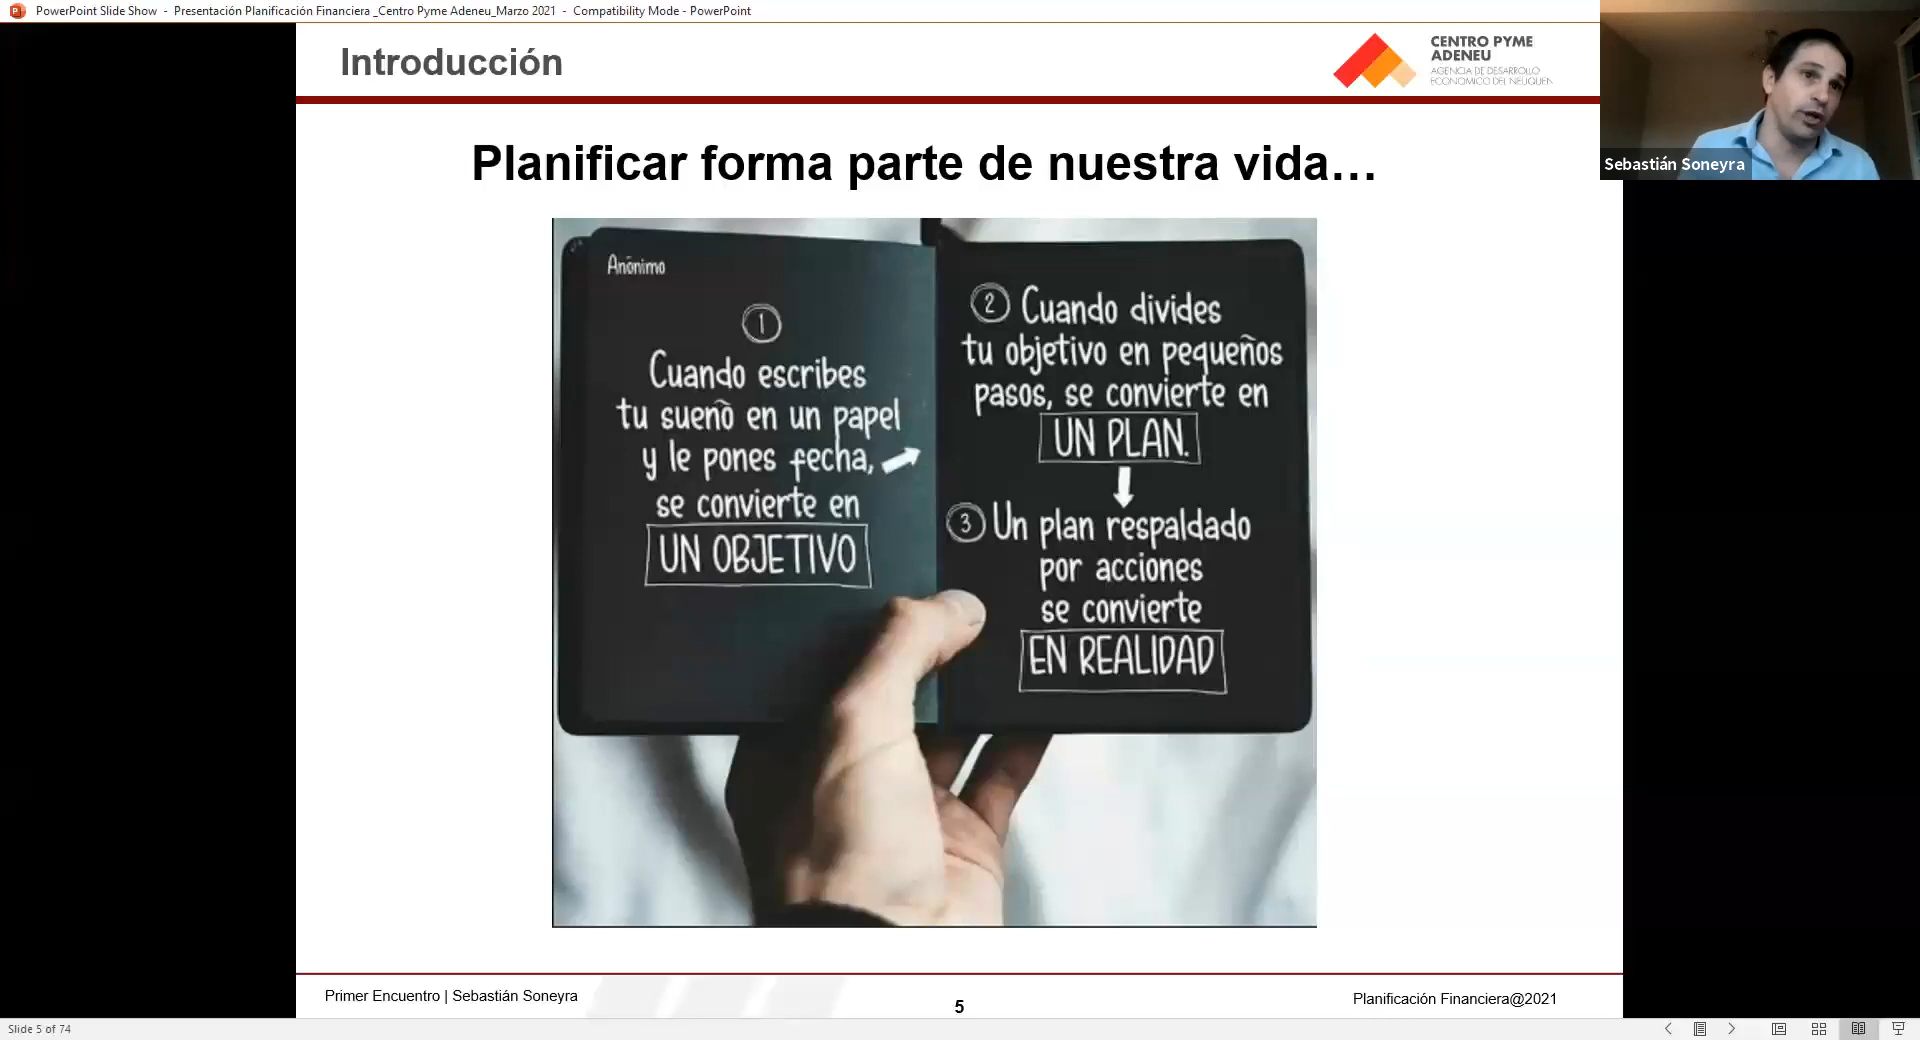 PowerPoint Slide Show - Presentación Planificación Financiera _Centro Pyme Adeneu_Marzo 2021 - Compatibility Mode - PowerPoint
Introducción
CENTRO PYME
ADENEU
AGENCIA DE DESARROLLO
ECONOMICO DEL NEUQUEN
Sebastián Soneyra
Planificar forma parte de nuestra vida...
Anónimo
1
Cuando escribes
tu sueño en un papel
y le pones fecha,
se convierte en
UN OBJETIVO
2 Cuando divides
tu objetivo en pequeños
pasos, se convierte en
UN PLAN.
3 Un plan respaldado
por acciones
se convierte
EN REALIDAD
Primer Encuentro | Sebastián Soneyra
5
Planificación Financiera@2021
Slide 5 of 74